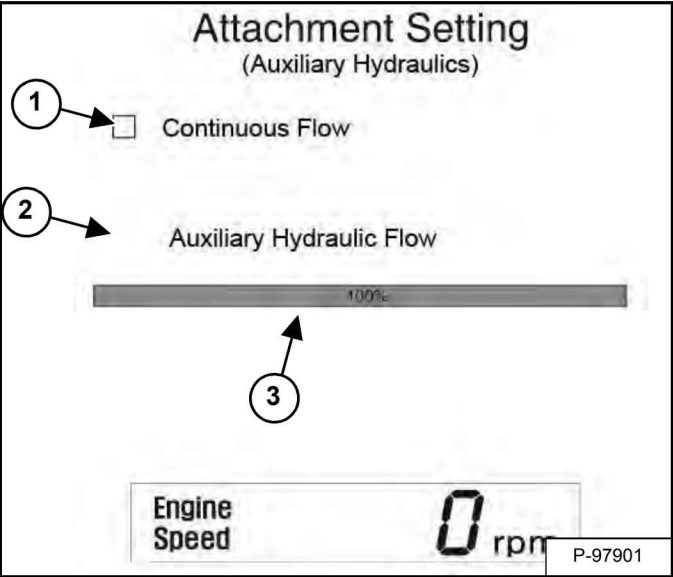 Attachment Setting
(Auxiliary Hydraulics)
1
Continuous Flow
2
Auxiliary Hydraulic Flow
100%
3
Engine
Speed
0 rpm
P-97901